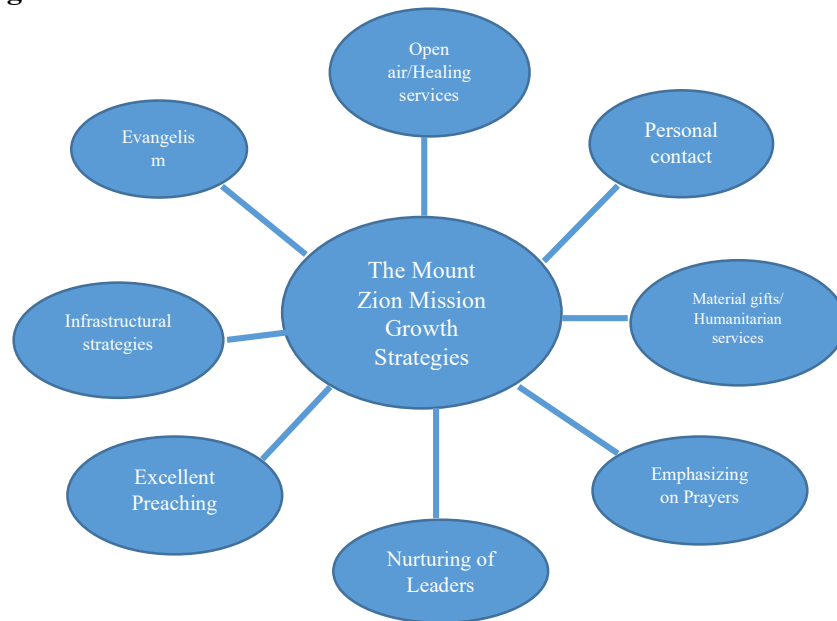 Open
air/Healing
services
Personal
contact
Evangelis
m
The Mount
Zion Mission
Growth
Strategies
Material gifts/
Humanitarian
services
Infrastructural
strategies
Excellent
Preaching
Emphasizing
on Prayers
Nurturing of
Leaders